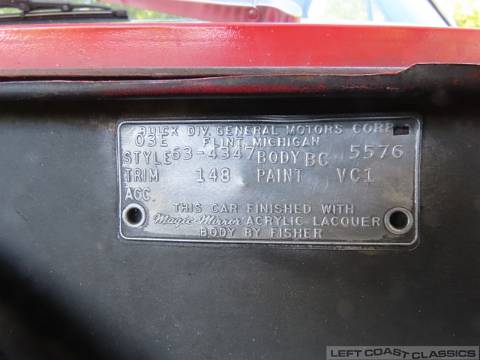 BUICK DIV. GENERAL MOTORS CORP.
03E FLINT, MICHIGAN
STYLE 63-4347 BODY BC 5576
TRIM 148 PAINT VC1
ACC.
THIS CAR FINISHED WITH
Magic-Mirror ACRYLIC LACQUER
BODY BY FISHER
LEFT COAST CLASSICS